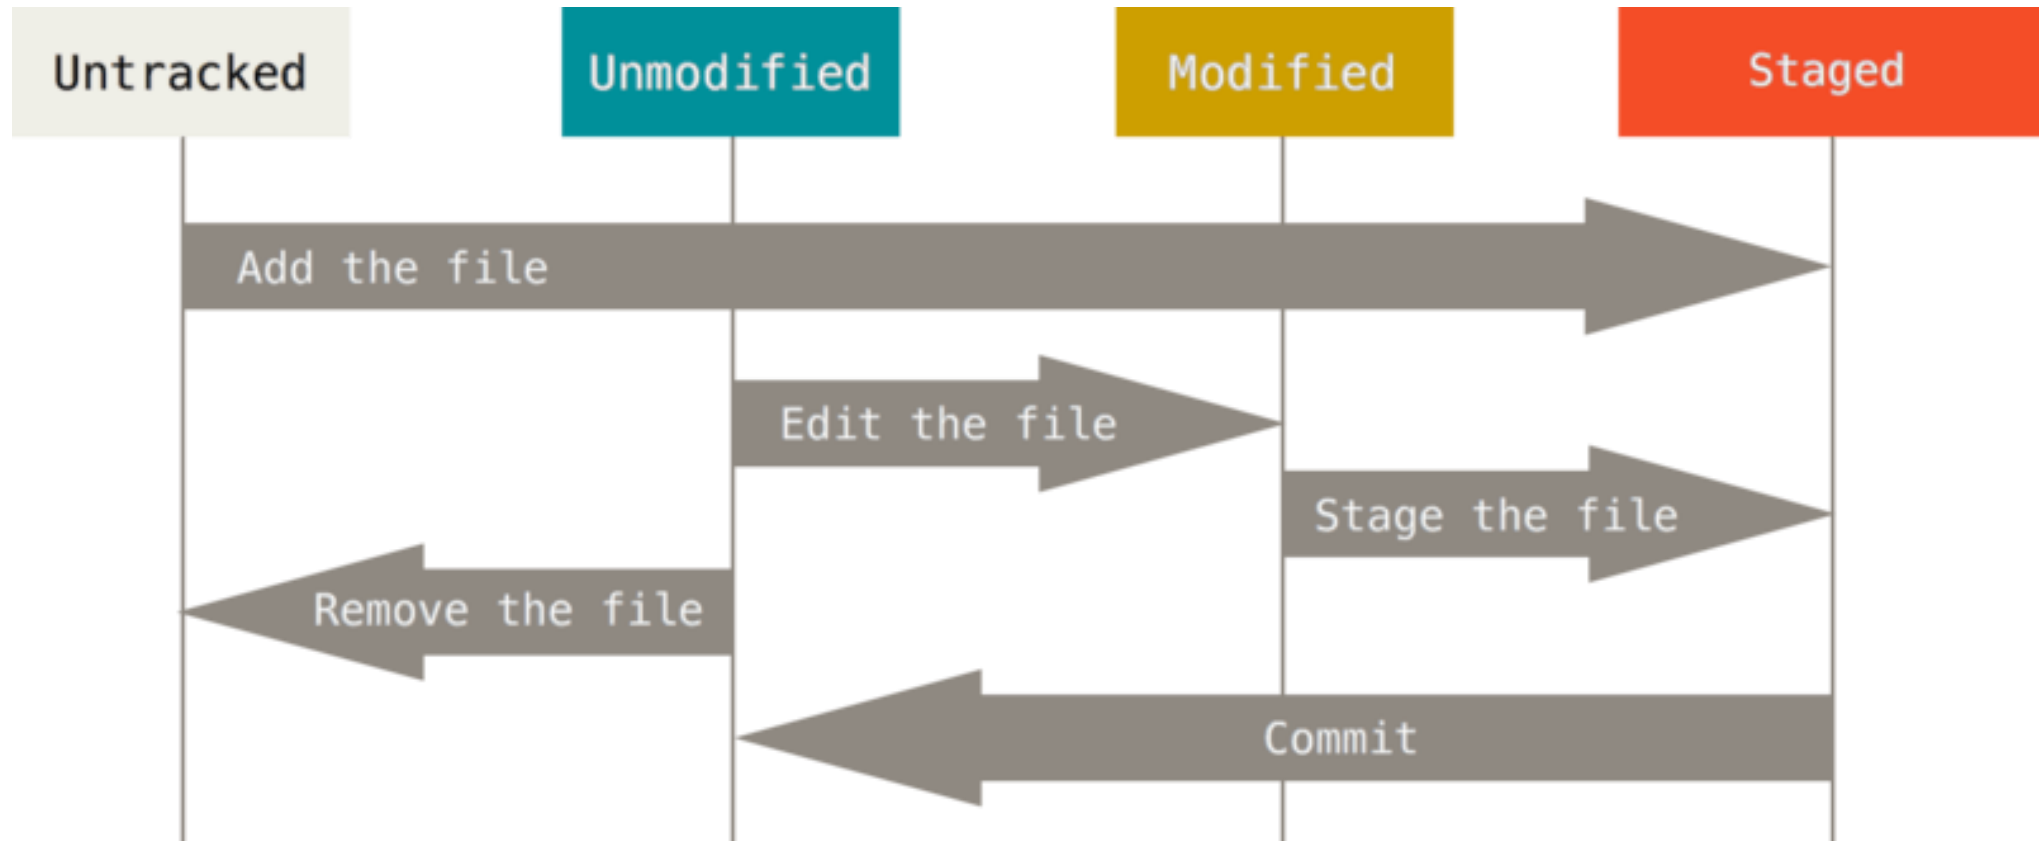 Untracked
Unmodified
Modified
Staged
Add the file
Edit the file
Stage the file
Remove the file
Commit